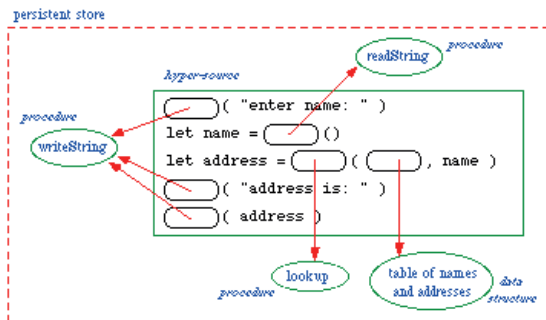 persistent store
procedure
readString
hyper-source
( "enter name: " )
procedure
let name = ()
writeString
let address = ( , name )
( "address is: " )
( address )
lookup
procedure
table of names
and addresses
data
structure